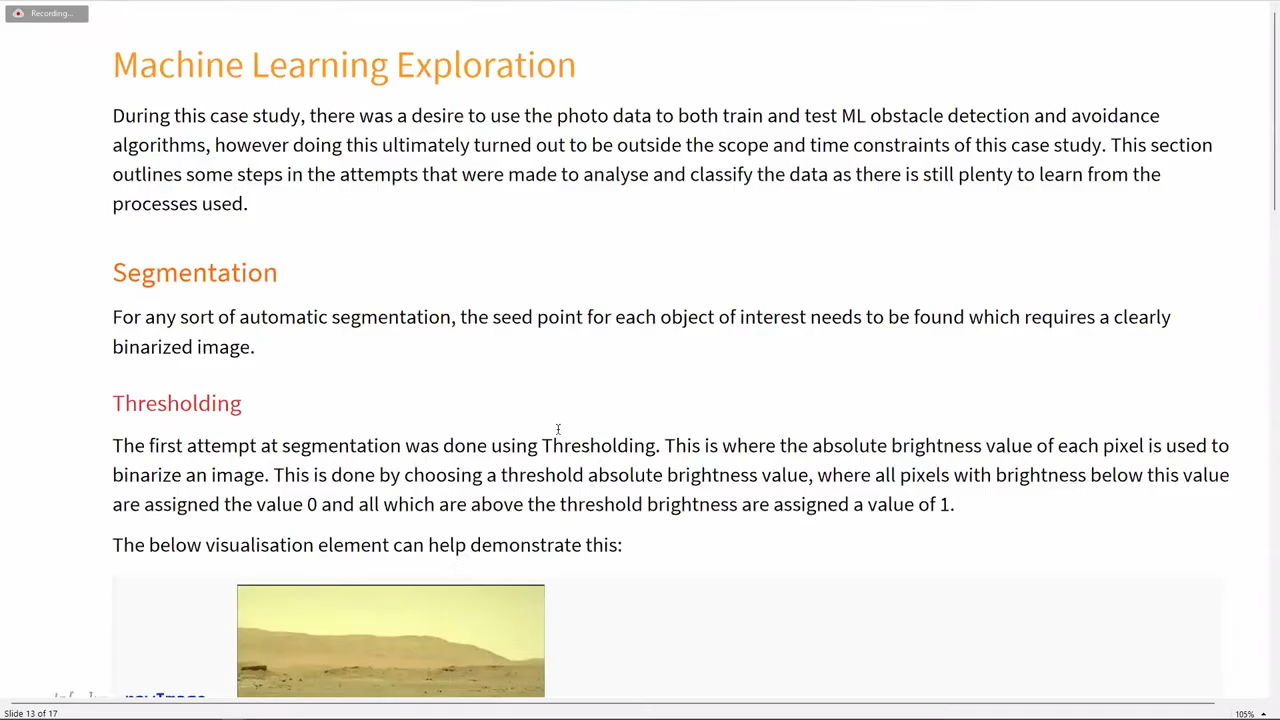 Recording...
Machine Learning Exploration
During this case study, there was a desire to use the photo data to both train and test ML obstacle detection and avoidance
algorithms, however doing this ultimately turned out to be outside the scope and time constraints of this case study. This section
outlines some steps in the attempts that were made to analyse and classify the data as there is still plenty to learn from the
processes used.
Segmentation
For any sort of automatic segmentation, the seed point for each object of interest needs to be found which requires a clearly
binarized image.
Thresholding
The first attempt at segmentation was done using Thresholding. This is where the absolute brightness value of each pixel is used to
binarize an image. This is done by choosing a threshold absolute brightness value, where all pixels with brightness below this value
are assigned the value 0 and all which are above the threshold brightness are assigned a value of 1.
The below visualisation element can help demonstrate this:
Slide 13 of 17
105%